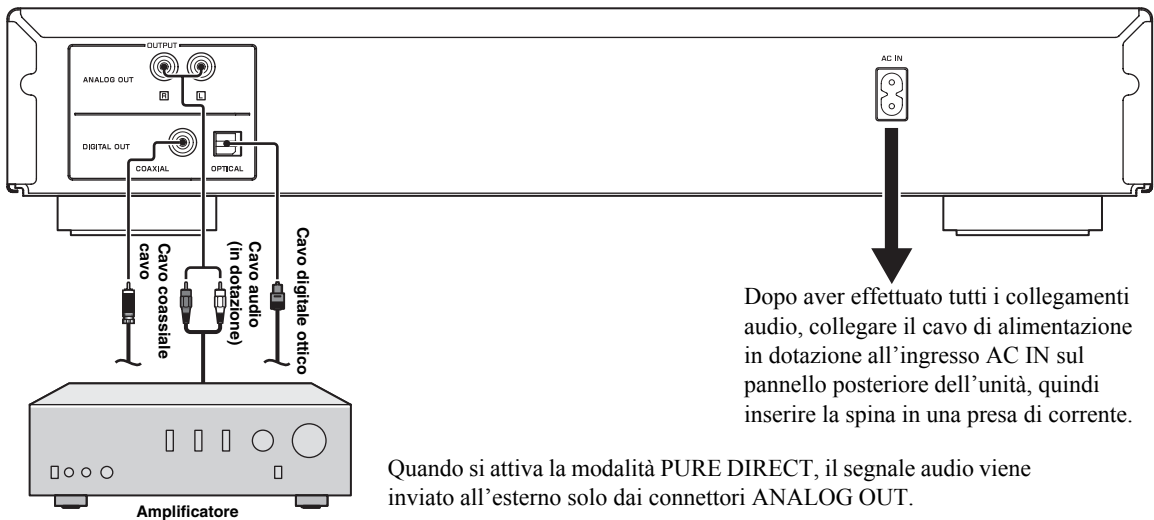 OUTPUT
ANALOG OUT
R L
DIGITAL OUT
COAXIAL OPTICAL
AC IN
Cavo coassiale
cavo
Cavo audio
(in dotazione)
Cavo digitale ottico
Amplificatore
Dopo aver effettuato tutti i collegamenti
audio, collegare il cavo di alimentazione
in dotazione all’ingresso AC IN sul
pannello posteriore dell’unità, quindi
inserire la spina in una presa di corrente.
Quando si attiva la modalità PURE DIRECT, il segnale audio viene
inviato all’esterno solo dai connettori ANALOG OUT.